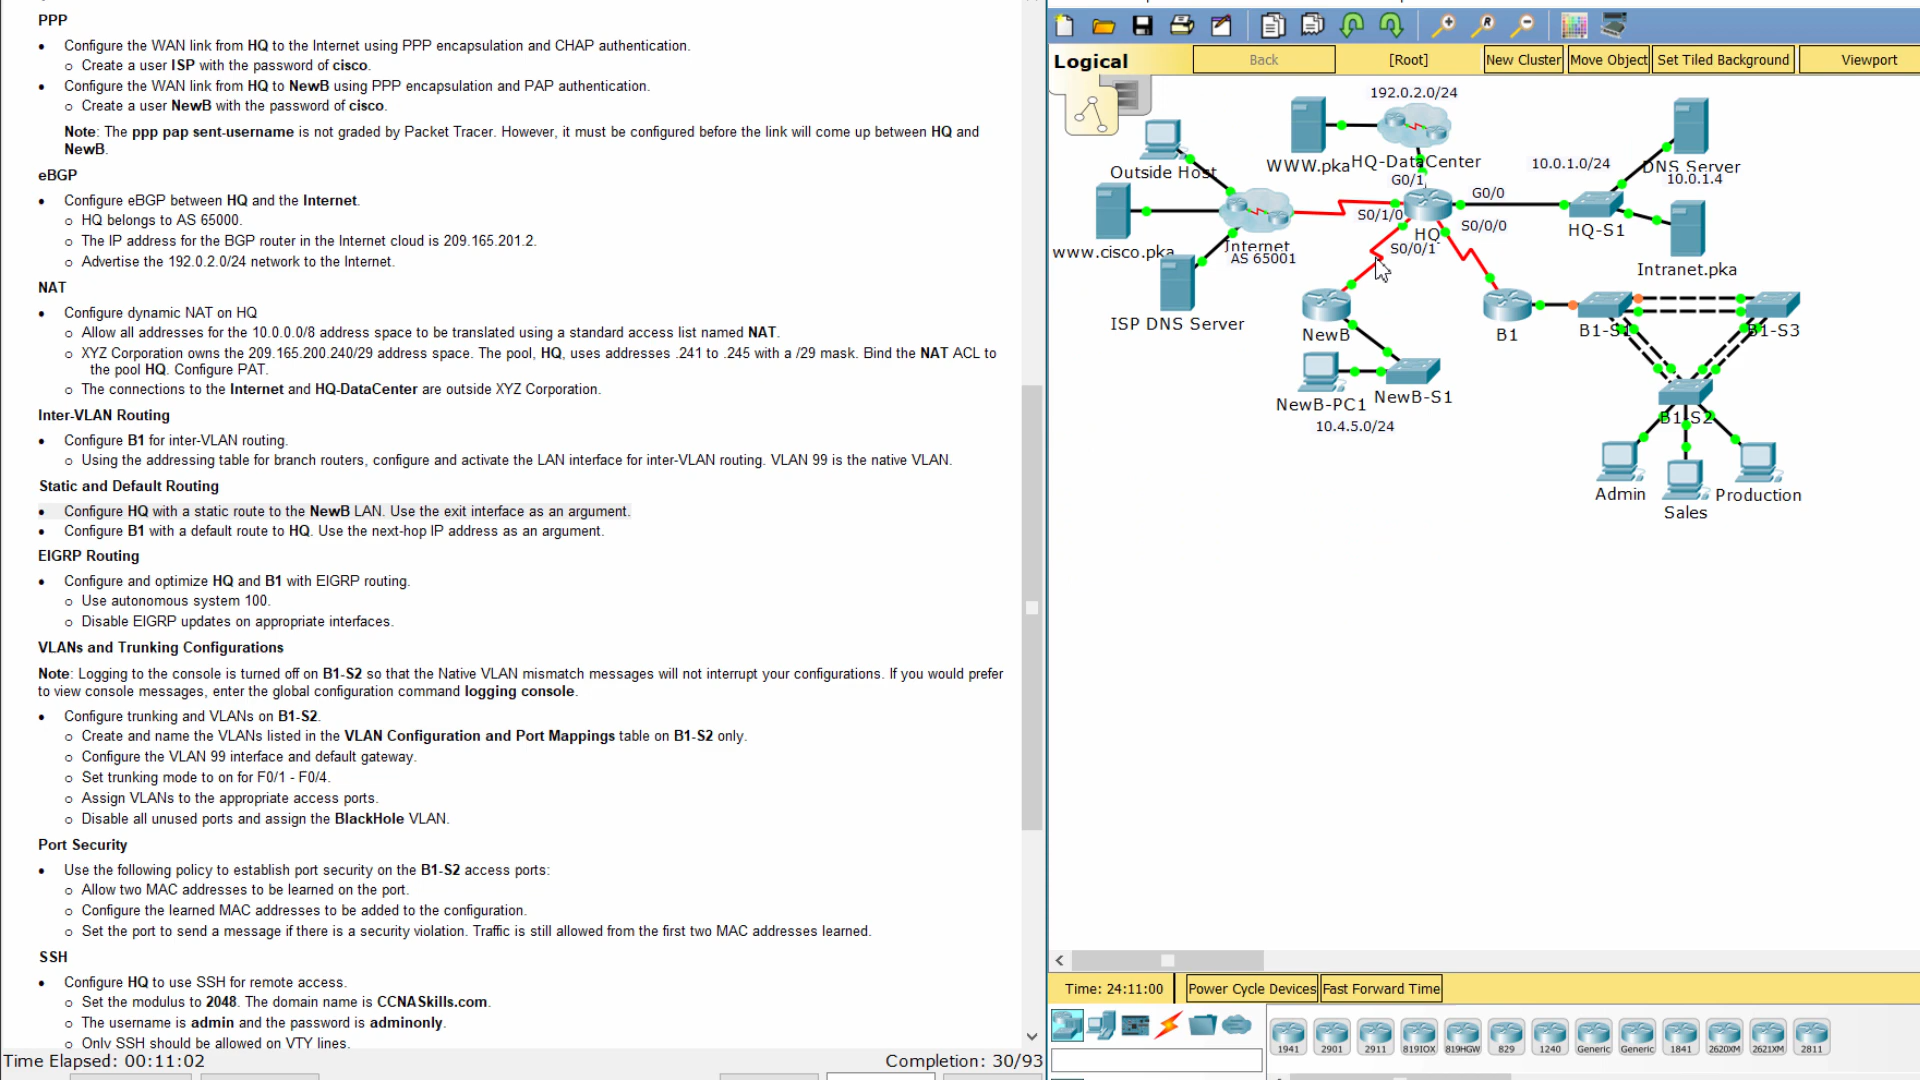 PPP
• Configure the WAN link from HQ to the Internet using PPP encapsulation and CHAP authentication.
o Create a user ISP with the password of cisco.
• Configure the WAN link from HQ to NewB using PPP encapsulation and PAP authentication.
o Create a user NewB with the password of cisco.
Note: The ppp pap sent-username is not graded by Packet Tracer. However, it must be configured before the link will come up between HQ and
NewB.
eBGP
• Configure eBGP between HQ and the Internet.
o HQ belongs to AS 65000.
o The IP address for the BGP router in the Internet cloud is 209.165.201.2.
o Advertise the 192.0.2.0/24 network to the Internet.
NAT
• Configure dynamic NAT on HQ
o Allow all addresses for the 10.0.0.0/8 address space to be translated using a standard access list named NAT.
o XYZ Corporation owns the 209.165.200.240/29 address space. The pool, HQ, uses addresses .241 to .245 with a /29 mask. Bind the NAT ACL to
the pool HQ. Configure PAT.
o The connections to the Internet and HQ-DataCenter are outside XYZ Corporation.
Inter-VLAN Routing
• Configure B1 for inter-VLAN routing.
o Using the addressing table for branch routers, configure and activate the LAN interface for inter-VLAN routing. VLAN 99 is the native VLAN.
Static and Default Routing
• Configure HQ with a static route to the NewB LAN. Use the exit interface as an argument.
• Configure B1 with a default route to HQ. Use the next-hop IP address as an argument.
EIGRP Routing
• Configure and optimize HQ and B1 with EIGRP routing.
o Use autonomous system 100.
o Disable EIGRP updates on appropriate interfaces.
VLANs and Trunking Configurations
Note: Logging to the console is turned off on B1-S2 so that the Native VLAN mismatch messages will not interrupt your configurations. If you would prefer
to view console messages, enter the global configuration command logging console.
• Configure trunking and VLANs on B1-S2.
o Create and name the VLANs listed in the VLAN Configuration and Port Mappings table on B1-S2 only.
o Configure the VLAN 99 interface and default gateway.
o Set trunking mode to on for F0/1 - F0/4.
o Assign VLANs to the appropriate access ports.
o Disable all unused ports and assign the BlackHole VLAN.
Port Security
• Use the following policy to establish port security on the B1-S2 access ports:
o Allow two MAC addresses to be learned on the port.
o Configure the learned MAC addresses to be added to the configuration.
o Set the port to send a message if there is a security violation. Traffic is still allowed from the first two MAC addresses learned.
SSH
• Configure HQ to use SSH for remote access.
o Set the modulus to 2048. The domain name is CCNASkills.com.
o The username is admin and the password is adminonly.
o Only SSH should be allowed on VTY lines.
Time Elapsed: 00:11:02 Completion: 30/93
Logical Back [Root] New Cluster Move Object Set Tiled Background Viewport
192.0.2.0/24
WWW.pka HQ-DataCenter
10.0.1.0/24
DNS Server
10.0.1.4
Outside Host
G0/1
G0/0
S0/1/0
HQ
S0/0/0
HQ-S1
S0/0/1
Internet
AS 65001
www.cisco.pka
Intranet.pka
ISP DNS Server
NewB
B1
B1-S1
B1-S3
NewB-PC1
NewB-S1
10.4.5.0/24
B1-S2
Admin
Sales
Production
Time: 24:11:00 Power Cycle Devices Fast Forward Time
1941 2901 2911 819IOX 819HGW 829 1240 Generic Generic 1841 2620XM 2621XM 2811